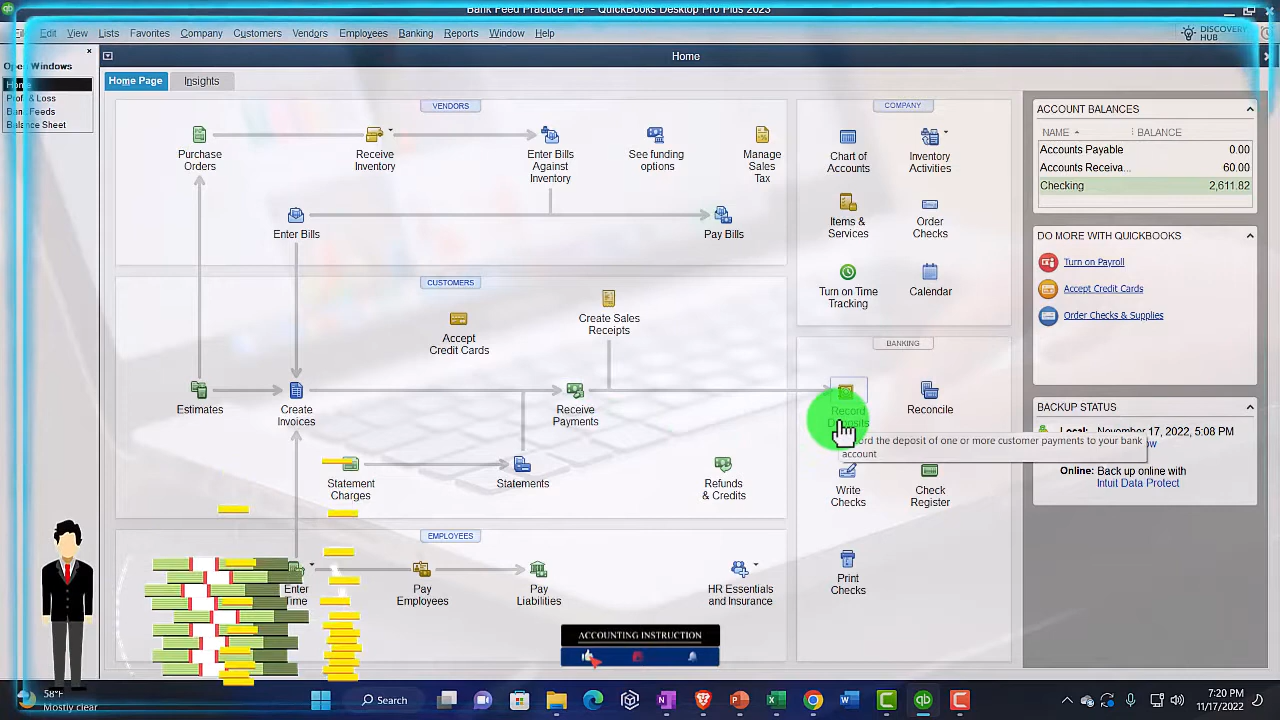 Bank Feed Practice File - QuickBooks Desktop Pro Plus 2023
Edit View Lists Favorites Company Customers Vendors Employees Banking Reports Window Help
DISCOVERY
HUB
Open Windows
Home
Profit & Loss
Bank Feeds
Balance Sheet
Home
Home Page
Insights
VENDORS
Purchase
Orders
Receive
Inventory
Enter Bills
Against
Inventory
See funding
options
Manage
Sales
Tax
Enter Bills
Pay Bills
CUSTOMERS
Accept
Credit Cards
Create Sales
Receipts
Estimates
Create
Invoices
Receive
Payments
Statement
Charges
Statements
Refunds
& Credits
EMPLOYEES
Enter
Time
Pay
Employees
Pay
Liabilities
HR Essentials
and Insurance
COMPANY
Chart of
Accounts
Inventory
Activities
Items &
Services
Order
Checks
Turn on Time
Tracking
Calendar
BANKING
Record
Deposits
Reconcile
ord the deposit of one or more customer payments to your bank
account
Write
Checks
Check
Register
Print
Checks
ACCOUNT BALANCES
NAME BALANCE
Accounts Payable 0.00
Accounts Receiva... 60.00
Checking 2,611.82
DO MORE WITH QUICKBOOKS
Turn on Payroll
Accept Credit Cards
Order Checks & Supplies
BACKUP STATUS
Local: November 17, 2022, 5:08 PM
Online: Back up online with
Intuit Data Protect
ACCOUNTING INSTRUCTION
58°F
Mostly clear
Search
7:20 PM
11/17/2022